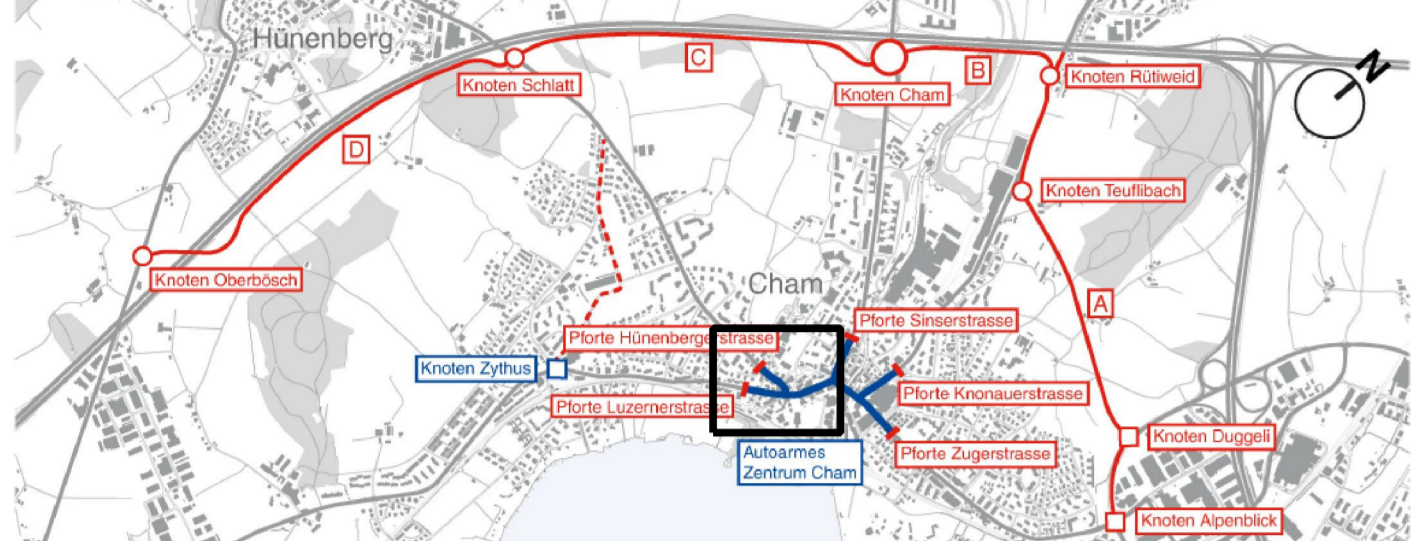 Hünenberg
N
C
Knoten Schlatt
B
Knoten Rütiweid
Knoten Cham
D
Knoten Teuflibach
Knoten Oberbösch
Cham
A
Pforte Sinserstrasse
Pforte Hünenbergerstrasse
Knoten Zythus
Pforte Knonauerstrasse
Pforte Luzernerstrasse
Knoten Duggeli
Pforte Zugerstrasse
Autoarmes
Zentrum Cham
Knoten Alpenblick